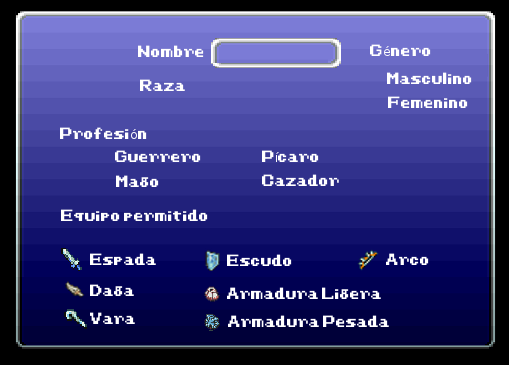 Nombre Género
Raza Masculino
Femenino
Profesión
Guerrero Pícaro
Mago Cazador
Equipo permitido
Espada Escudo Arco
Daga Armadura Ligera
Vara Armadura Pesada